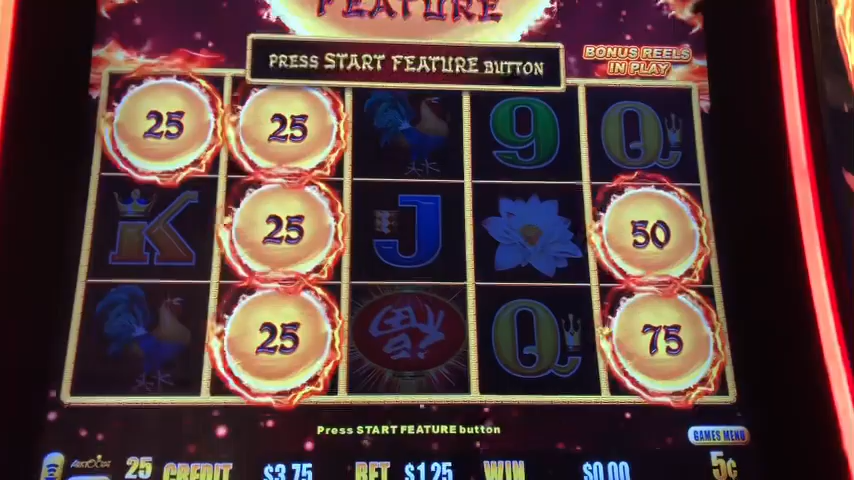 FEATURE
PRESS START FEATURE BUTTON
BONUS REELS
IN PLAY
25 25 9 Q
K 25 J 50
25 Q 75
Press START FEATURE button
GAMES MENU
25 CREDIT $3.75 BET $1.25 WIN $0.00 5¢